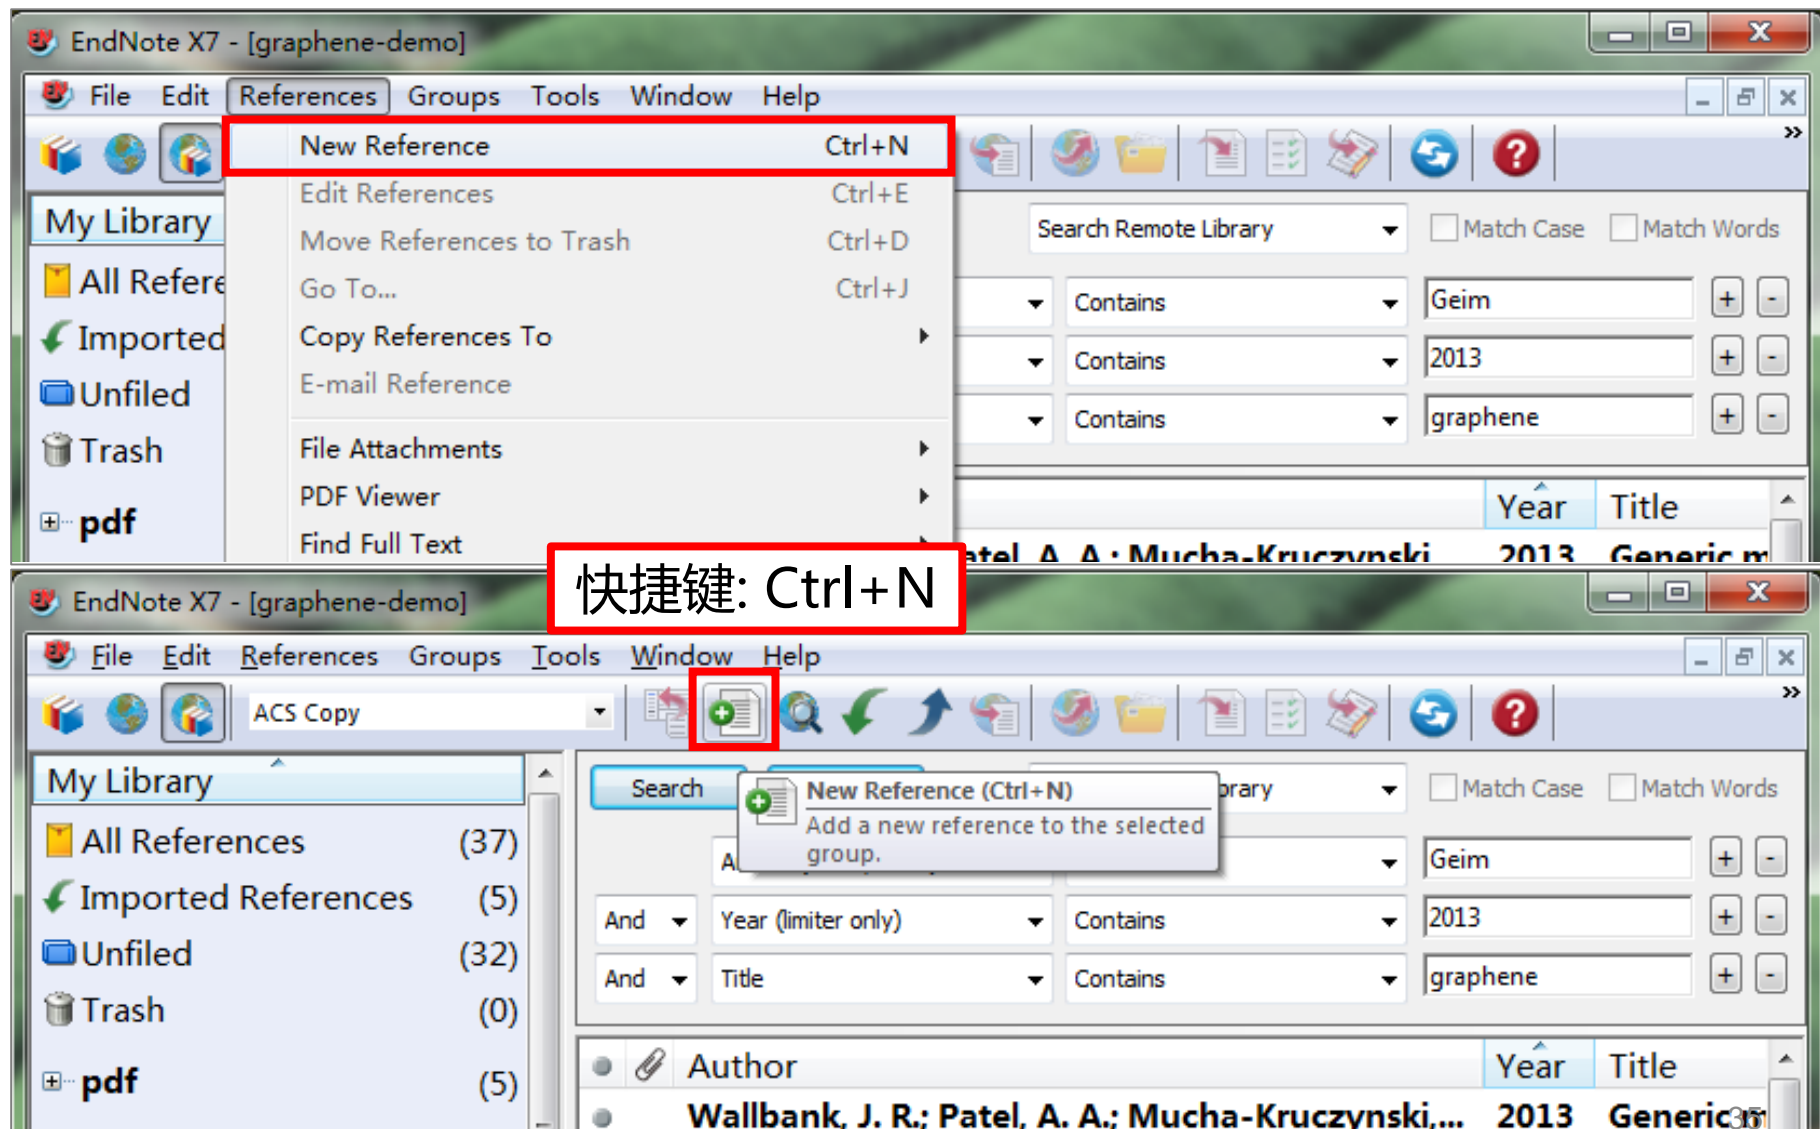 EndNote X7 - [graphene-demo]
File Edit References Groups Tools Window Help
New Reference Ctrl+N
Edit References Ctrl+E
My Library
Search Remote Library Match Case Match Words
Move References to Trash Ctrl+D
All Refere
Go To... Ctrl+J
Contains Geim
Imported
Copy References To
Contains 2013
E-mail Reference
Unfiled
Contains graphene
Trash
File Attachments
PDF Viewer
Year Title
pdf
Find Full Text
atel, A. A.; Mucha-Kruczynski 2013 Generic m
快捷键: Ctrl+N
EndNote X7 - [graphene-demo]
File Edit References Groups Tools Window Help
ACS Copy
My Library
Search New Reference (Ctrl+N) brary Match Case Match Words
Add a new reference to the selected
group.
All References (37)
A Geim
Imported References (5)
And Year (limiter only) Contains 2013
Unfiled (32)
And Title Contains graphene
Trash (0)
Author Year Title
pdf (5)
Wallbank, J. R.; Patel, A. A.; Mucha-Kruczynski,... 2013 Generic m
35